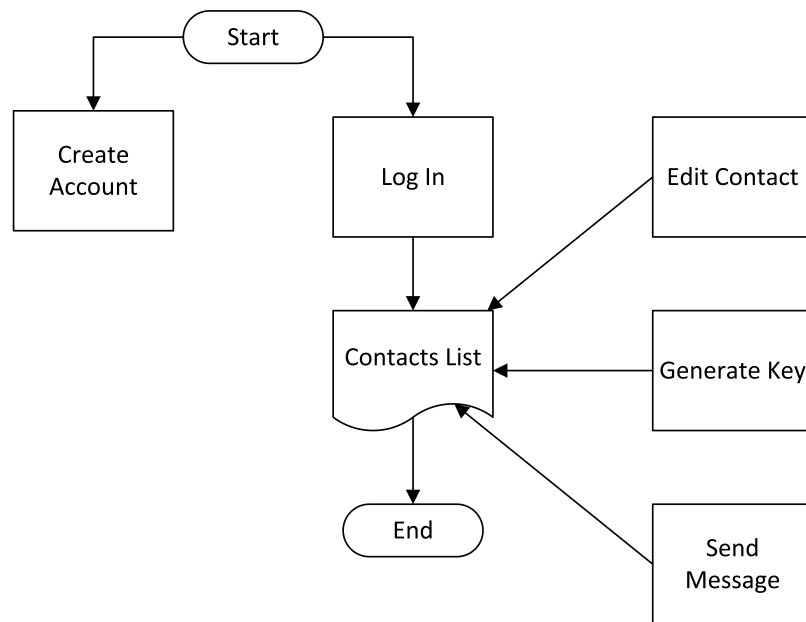 Start
Create
Account
Log In
Edit Contact
Contacts List
Generate Key
End
Send
Message